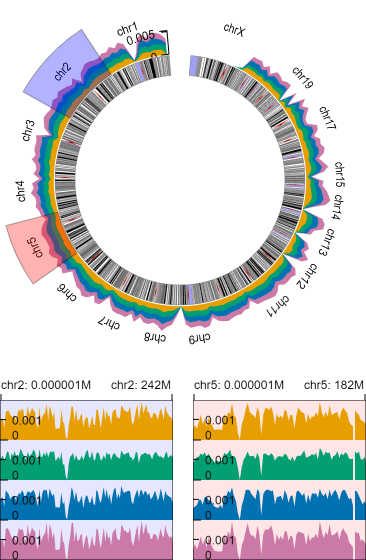 chr1
chrX
0.005
0
chr2
chr19
chr17
chr3
chr15
chr4
chr14
chr5
chr13
chr6
chr12
chr7
chr11
chr8
chr9
chr2: 0.000001M chr2: 242M chr5: 0.000001M chr5: 182M
0.001 0.001
0 0
0.001 0.001
0 0
0.001 0.001
0 0
0.001 0.001
0 0